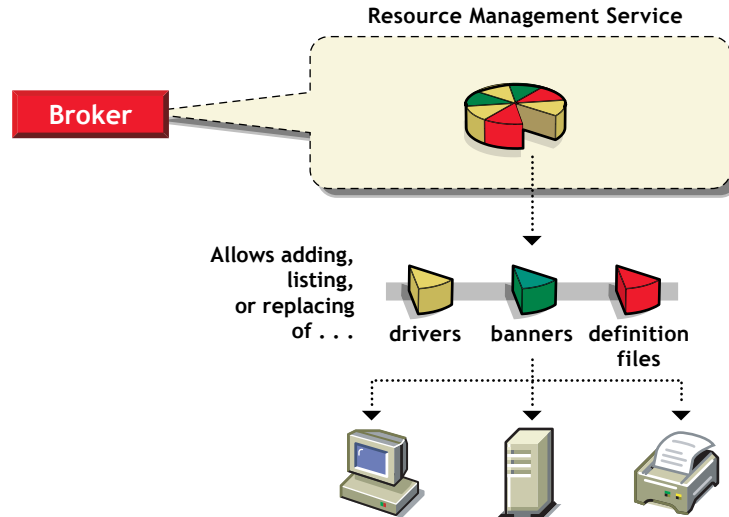 Resource Management Service
Broker
Allows adding,
listing,
or replacing
of . . .
drivers
banners
definition
files